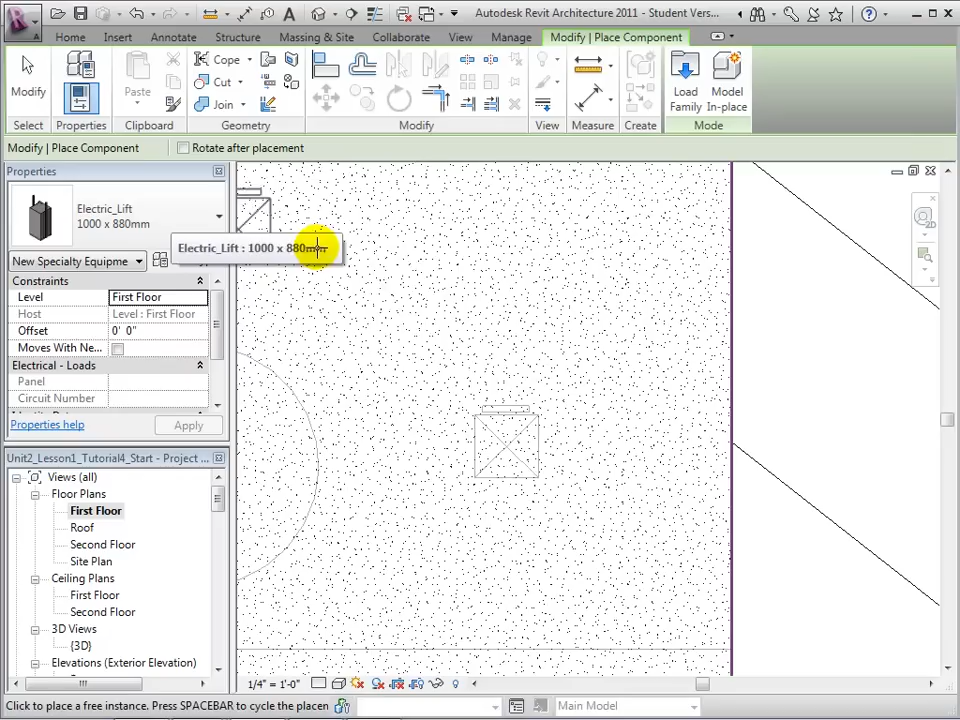 Autodesk Revit Architecture 2011 - Student Vers...
Home Insert Annotate Structure Massing & Site Collaborate View Manage Modify | Place Component
Modify
Paste
Cope
Cut
Join
Load Family
Model In-place
Select Properties Clipboard Geometry Modify View Measure Create Mode
Modify | Place Component Rotate after placement
Properties
Electric_Lift
1000 x 880mm
Electric_Lift : 1000 x 880mm
New Specialty Equipme
Constraints
Level First Floor
Host Level : First Floor
Offset 0' 0"
Moves With Ne...
Electrical - Loads
Panel
Circuit Number
Properties help Apply
Unit2_Lesson1_Tutorial4_Start - Project ...
Views (all)
Floor Plans
First Floor
Roof
Second Floor
Site Plan
Ceiling Plans
First Floor
Second Floor
3D Views
{3D}
Elevations (Exterior Elevation)
1/4" = 1'-0"
Click to place a free instance. Press SPACEBAR to cycle the placen Main Model